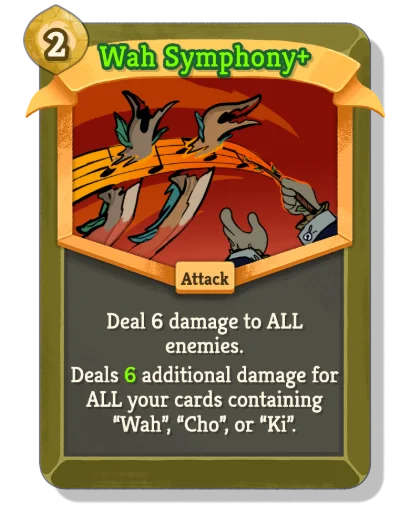 2
Wah Symphony+
Attack
Deal 6 damage to ALL
enemies.
Deals 6 additional damage for
ALL your cards containing
“Wah”, “Cho”, or “Ki”.